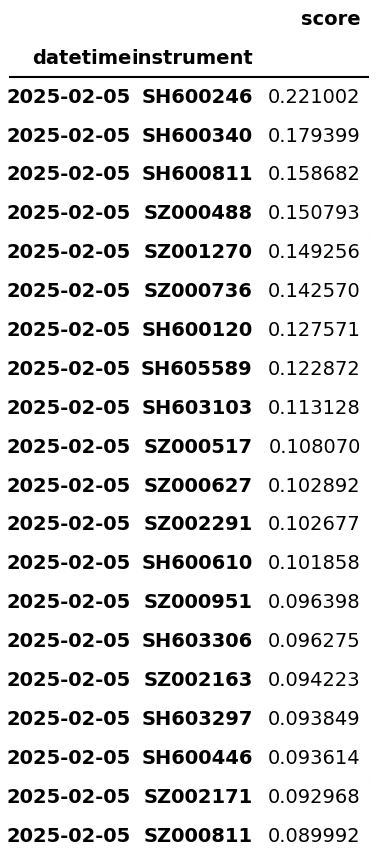 score
datetime instrument
2025-02-05 SH600246 0.221002
2025-02-05 SH600340 0.179399
2025-02-05 SH600811 0.158682
2025-02-05 SZ000488 0.150793
2025-02-05 SZ001270 0.149256
2025-02-05 SZ000736 0.142570
2025-02-05 SH600120 0.127571
2025-02-05 SH605589 0.122872
2025-02-05 SH603103 0.113128
2025-02-05 SZ000517 0.108070
2025-02-05 SZ000627 0.102892
2025-02-05 SZ002291 0.102677
2025-02-05 SH600610 0.101858
2025-02-05 SZ000951 0.096398
2025-02-05 SH603306 0.096275
2025-02-05 SZ002163 0.094223
2025-02-05 SH603297 0.093849
2025-02-05 SH600446 0.093614
2025-02-05 SZ002171 0.092968
2025-02-05 SZ000811 0.089992